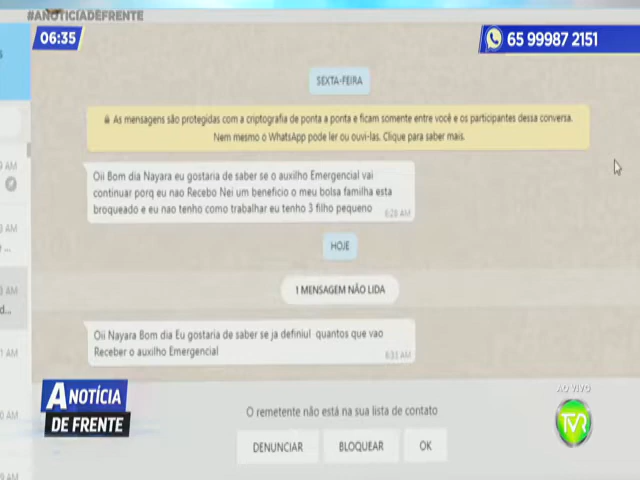 #ANOTÍCIADEFRENTE
06:35
65 99987 2151
SEXTA-FEIRA
As mensagens são protegidas com a criptografia de ponta a ponta e ficam somente entre você e os participantes dessa conversa.
Nem mesmo o WhatsApp pode ler ou ouvi-las. Clique para saber mais.
Oii Bom dia Nayara eu gostaria de saber se o auxilho Emergencial vai
continuar porq eu nao Recebo Nei um beneficio o meu bolsa familha esta
broqueado e eu nao tenho como trabalhar eu tenho 3 filho pequeno
6:28 AM
HOJE
1 MENSAGEM NÃO LIDA
Oii Nayara Bom dia Eu gostaria de saber se ja definiul quantos que vao
Receber o auxilho Emergencial
6:33 AM
A NOTÍCIA
DE FRENTE
O remetente não está na sua lista de contato
DENUNCIAR
BLOQUEAR
OK
AO VIVO
TVR